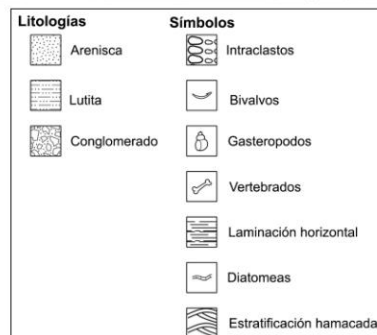 Litologías
Arenisca
Lutita
Conglomerado
Símbolos
Intraclastos
Bivalvos
Gasteropodos
Vertebrados
Laminación horizontal
Diatomeas
Estratificación hamacada